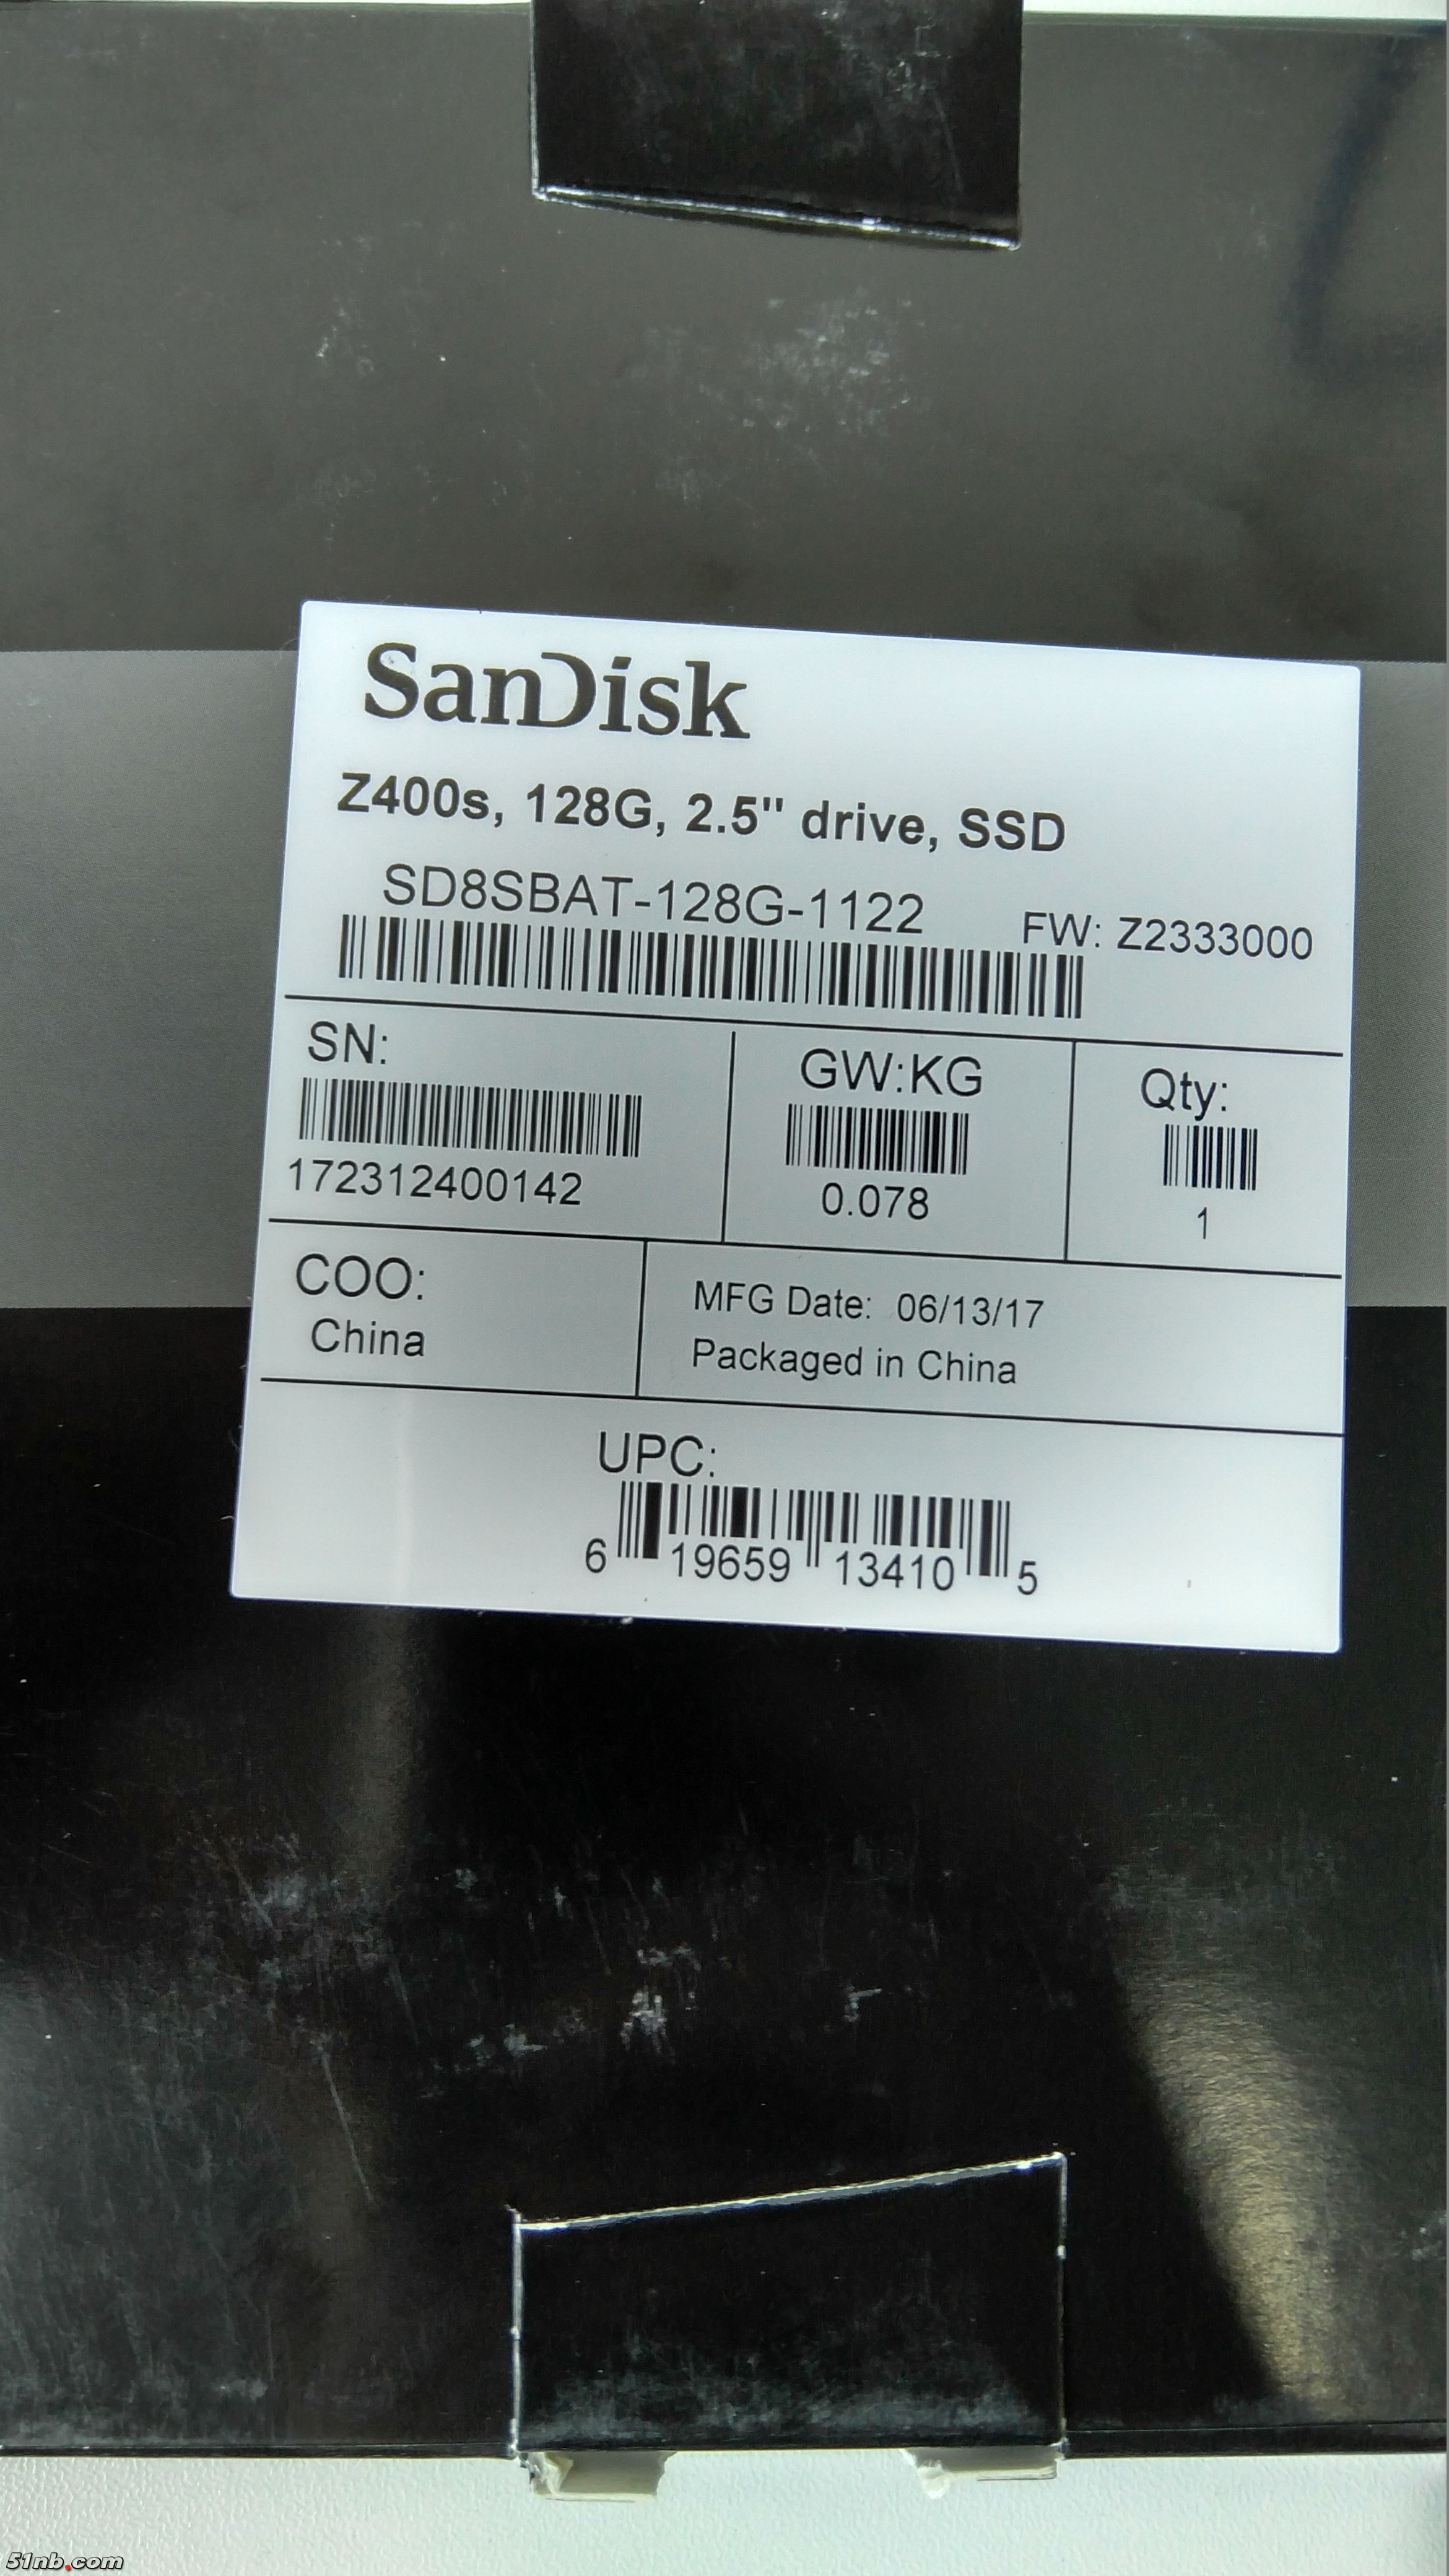 SanDisk
Z400s, 128G, 2.5" drive, SSD
SD8SBAT-128G-1122 FW: Z2333000
SN: GW:KG Qty:
172312400142 0.078 1
COO: MFG Date: 06/13/17
China Packaged in China
UPC:
6 19659 13410 5
51nb.com